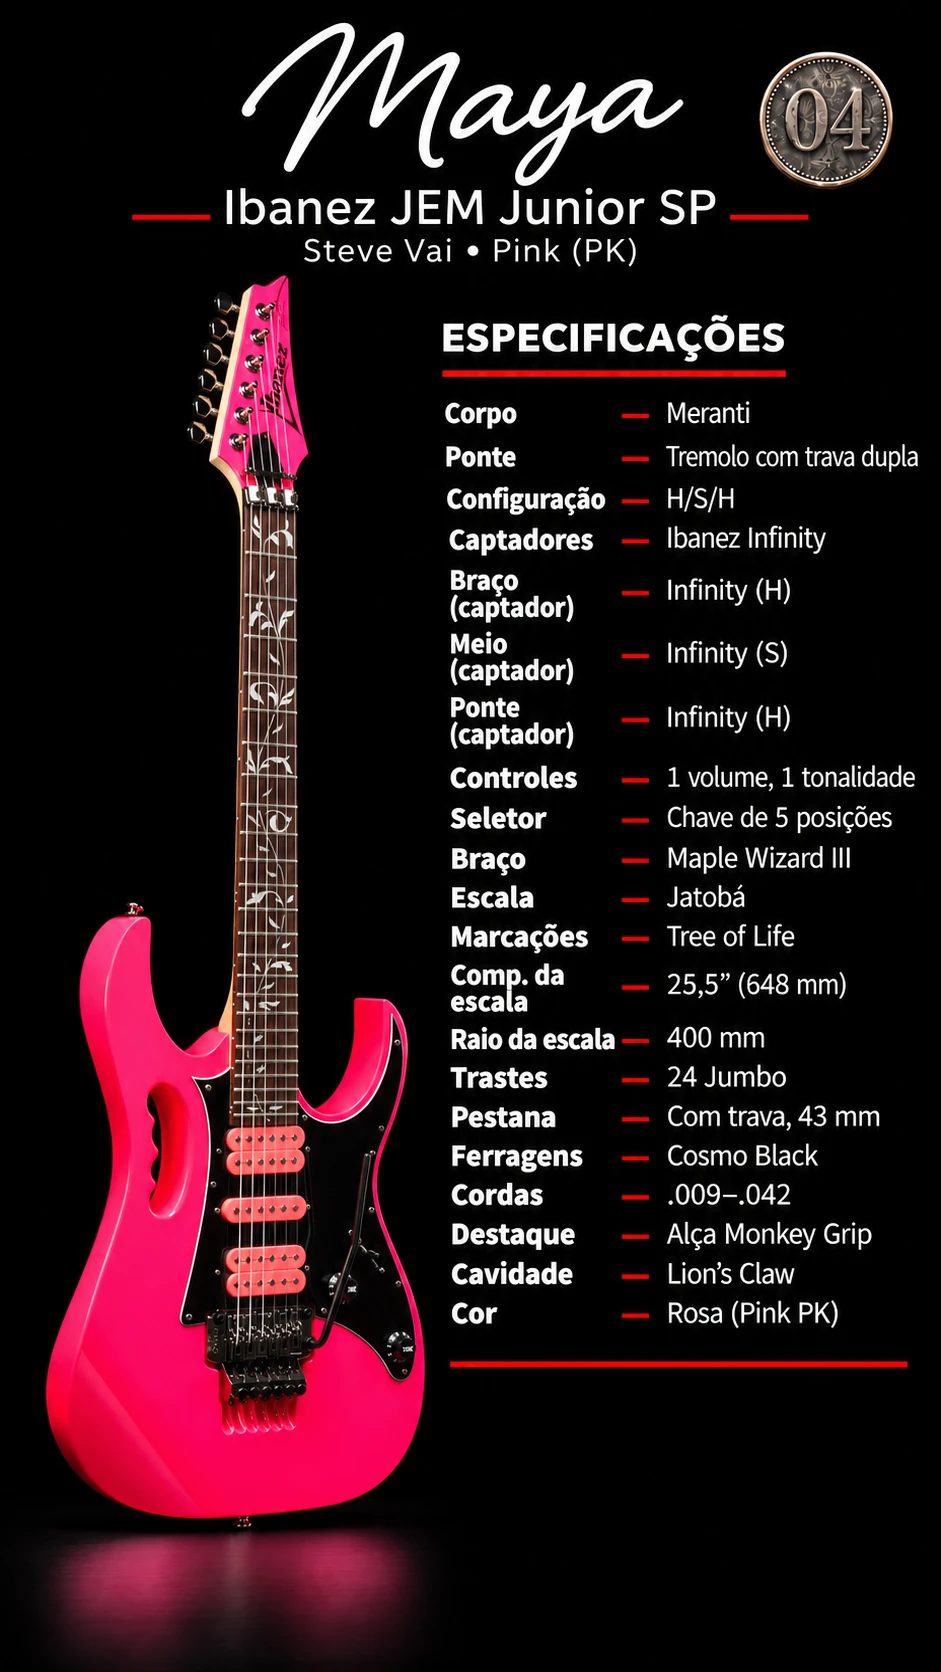 Maya
04
Ibanez JEM Junior SP
Steve Vai • Pink (PK)
Ibanez
ESPECIFICAÇÕES
Corpo — Meranti
Ponte — Tremolo com trava dupla
Configuração — H/S/H
Captadores — Ibanez Infinity
Braço
(captador) — Infinity (H)
Meio
(captador) — Infinity (S)
Ponte
(captador) — Infinity (H)
Controles — 1 volume, 1 tonalidade
Seletor — Chave de 5 posições
Braço — Maple Wizard III
Escala — Jatobá
Marcações — Tree of Life
Comp. da
escala — 25,5” (648 mm)
Raio da escala — 400 mm
Trastes — 24 Jumbo
Pestana — Com trava, 43 mm
Ferragens — Cosmo Black
Cordas — .009–.042
Destaque — Alça Monkey Grip
Cavidade — Lion’s Claw
Cor — Rosa (Pink PK)